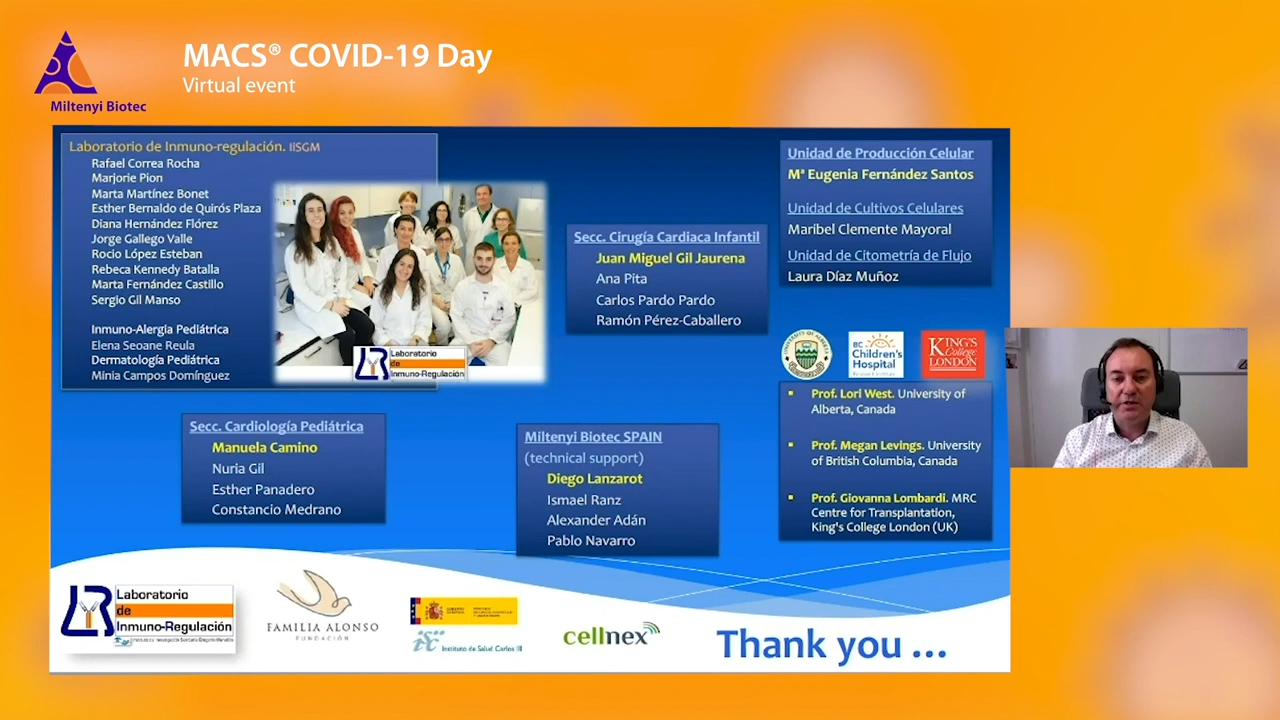 MACS® COVID-19 Day
Virtual event
Miltenyi Biotec
Laboratorio de Inmuno-regulación. IiSGM
Rafael Correa Rocha
Marjorie Pion
Marta Martínez Bonet
Esther Bernaldo de Quirós Plaza
Diana Hernández Flórez
Jorge Gallego Valle
Rocío López Esteban
Rebeca Kennedy Batalla
Marta Fernández Castillo
Sergio Gil Manso
Inmuno-Alergia Pediátrica
Elena Seoane Reula
Dermatología Pediátrica
Minia Campos Domínguez
Laboratorio
de
Inmuno-Regulación
Secc. Cirugía Cardiaca Infantil
Juan Miguel Gil Jaurena
Ana Pita
Carlos Pardo Pardo
Ramón Pérez-Caballero
Unidad de Producción Celular
Mª Eugenia Fernández Santos
Unidad de Cultivos Celulares
Maribel Clemente Mayoral
Unidad de Citometría de Flujo
Laura Díaz Muñoz
BC
Children's
Hospital
KING'S
College
LONDON
Prof. Lori West. University of
Alberta, Canada
Prof. Megan Levings. University
of British Columbia, Canada
Prof. Giovanna Lombardi. MRC
Centre for Transplantation,
King's College London (UK)
Secc. Cardiología Pediátrica
Manuela Camino
Nuria Gil
Esther Panadero
Constancio Medrano
Miltenyi Biotec SPAIN
(technical support)
Diego Lanzarot
Ismael Ranz
Alexander Adán
Pablo Navarro
Laboratorio
de
Inmuno-Regulación
FAMILIA ALONSO
FUNDACIÓN
Instituto de Salud Carlos III
cellnex
Thank you ...